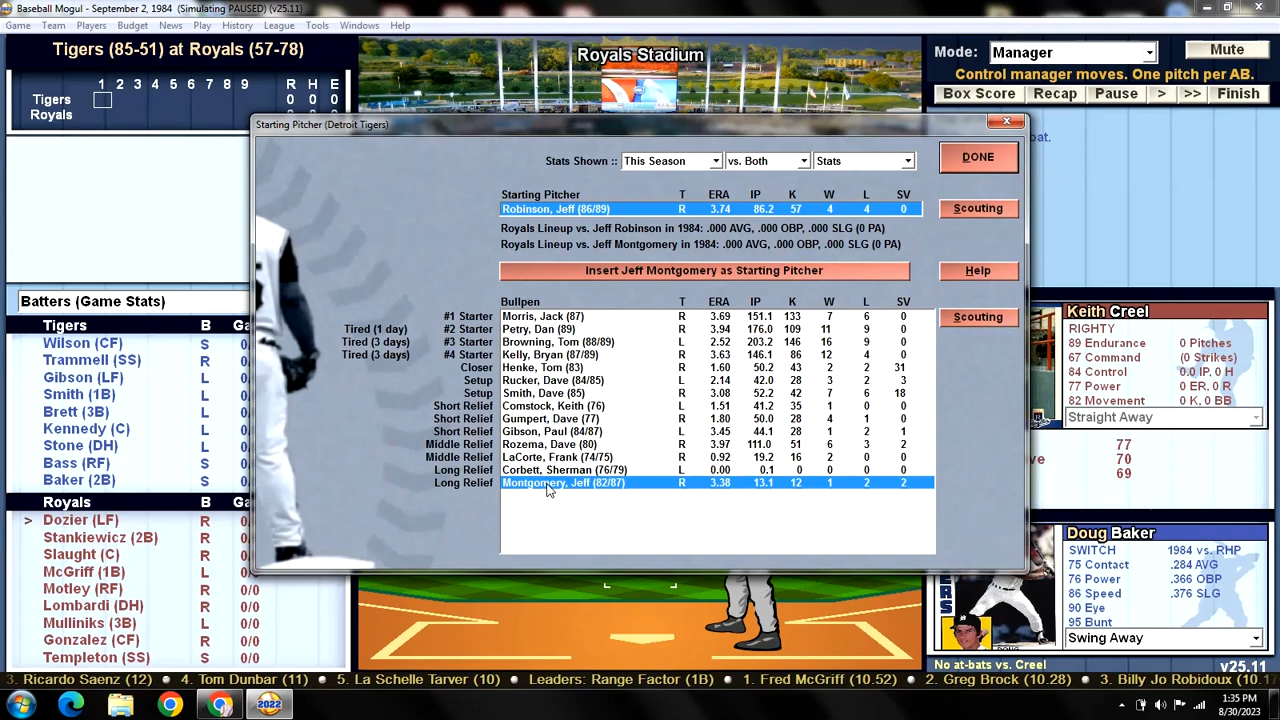 Baseball Mogul - September 2, 1984 (Simulating PAUSED) (v25.11)
Game Team Players Budget News Play History League Tools Windows Help
Tigers (85-51) at Royals (57-78)
1 2 3 4 5 6 7 8 9 R H E
Tigers 0 0 0
Royals 0 0 0
Royals Stadium
Mode: Manager Mute
Control manager moves. One pitch per AB.
Box Score Recap Pause > >> Finish
Starting Pitcher (Detroit Tigers)
Stats Shown :: This Season vs. Both Stats DONE
Starting Pitcher T ERA IP K W L SV
Robinson, Jeff (86/89) R 3.74 86.2 57 4 4 0 Scouting
Royals Lineup vs. Jeff Robinson in 1984: .000 AVG, .000 OBP, .000 SLG (0 PA)
Royals Lineup vs. Jeff Montgomery in 1984: .000 AVG, .000 OBP, .000 SLG (0 PA)
Insert Jeff Montgomery as Starting Pitcher Help
Bullpen T ERA IP K W L SV
#1 Starter Morris, Jack (87) R 3.69 151.1 133 7 6 0 Scouting
Tired (1 day) #2 Starter Petry, Dan (89) R 3.94 176.0 109 11 9 0
Tired (3 days) #3 Starter Browning, Tom (88/89) L 2.52 203.2 146 16 9 0
Tired (3 days) #4 Starter Kelly, Bryan (87/89) R 3.63 146.1 86 12 4 0
Closer Henke, Tom (83) R 1.60 50.2 43 2 2 31
Setup Rucker, Dave (84/85) L 2.14 42.0 28 3 2 3
Setup Smith, Dave (85) R 3.08 52.2 42 7 6 18
Short Relief Comstock, Keith (76) L 1.51 41.2 35 1 0 0
Short Relief Gumpert, Dave (77) R 1.80 50.0 28 4 1 0
Short Relief Gibson, Paul (84/87) L 3.45 44.1 28 1 2 1
Middle Relief Rozema, Dave (80) R 3.97 111.0 51 6 3 2
Middle Relief LaCorte, Frank (74/75) R 0.92 19.2 16 2 0 0
Long Relief Corbett, Sherman (76/79) L 0.00 0.1 0 0 0 0
Long Relief Montgomery, Jeff (82/87) R 3.38 13.1 12 1 2 2
Batters (Game Stats)
Tigers B
Wilson (CF) S
Trammell (SS) R
Gibson (LF) L
Smith (1B) L
Brett (3B) L
Kennedy (C) L
Stone (DH) L
Bass (RF) S
Baker (2B) S
Royals B
> Dozier (LF) R 0/0
Stankiewicz (2B) R 0/0
Slaught (C) R 0/0
McGriff (1B) L 0/0
Motley (RF) R 0/0
Lombardi (DH) R 0/0
Mulliniks (3B) L 0/0
Gonzalez (CF) R 0/0
Templeton (SS) S 0/0
Keith Creel
RIGHTY
89 Endurance 0 Pitches
67 Command (0 Strikes)
84 Control 0.0 IP, 0 H
77 Power 0 ER, 0 R
82 Movement 0 K, 0 BB
Straight Away
77
70
69
Doug Baker
SWITCH 1984 vs. RHP
75 Contact .284 AVG
76 Power .366 OBP
86 Speed .376 SLG
90 Eye
95 Bunt
Swing Away
No at-bats vs. Creel v25.11
3. Ricardo Saenz (12) • 4. Tom Dunbar (11) • 5. La Schelle Tarver (10) • Leaders: Range Factor (1B) • 1. Fred McGriff (10.52) • 2. Greg Brock (10.28) • 3. Billy Jo Robidoux (10.17
2022
1:35 PM
8/30/2023